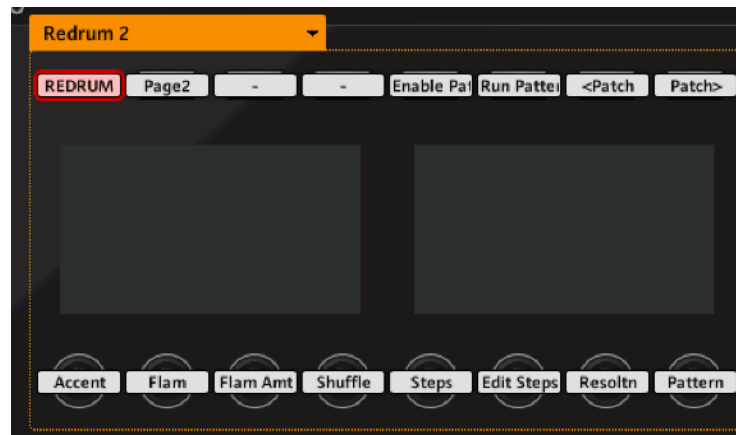 Redrum 2
REDRUM Page2 - - Enable Pat Run Patter <Patch Patch>
Accent Flam Flam Amt Shuffle Steps Edit Steps Resoltn Pattern